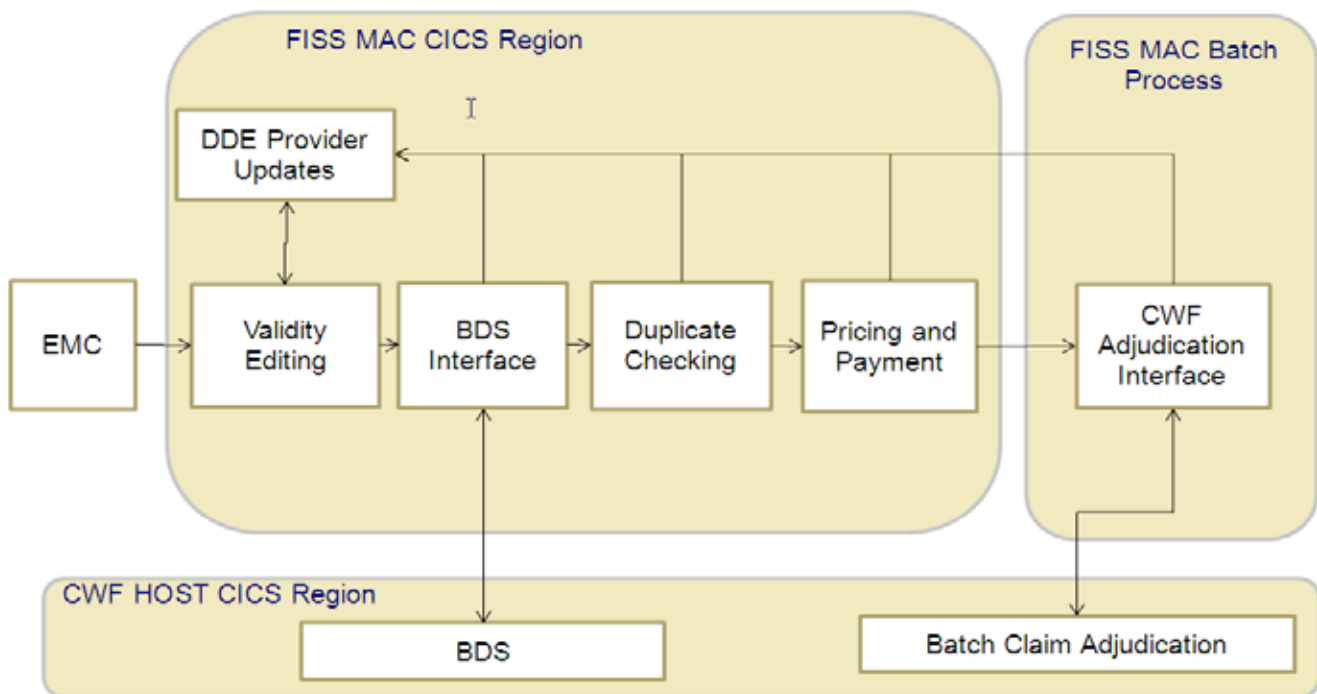 FISS MAC CICS Region
FISS MAC Batch
Process
DDE Provider
Updates
EMC
Validity
Editing
BDS
Interface
Duplicate
Checking
Pricing and
Payment
CWF
Adjudication
Interface
CWF HOST CICS Region
BDS
Batch Claim Adjudication